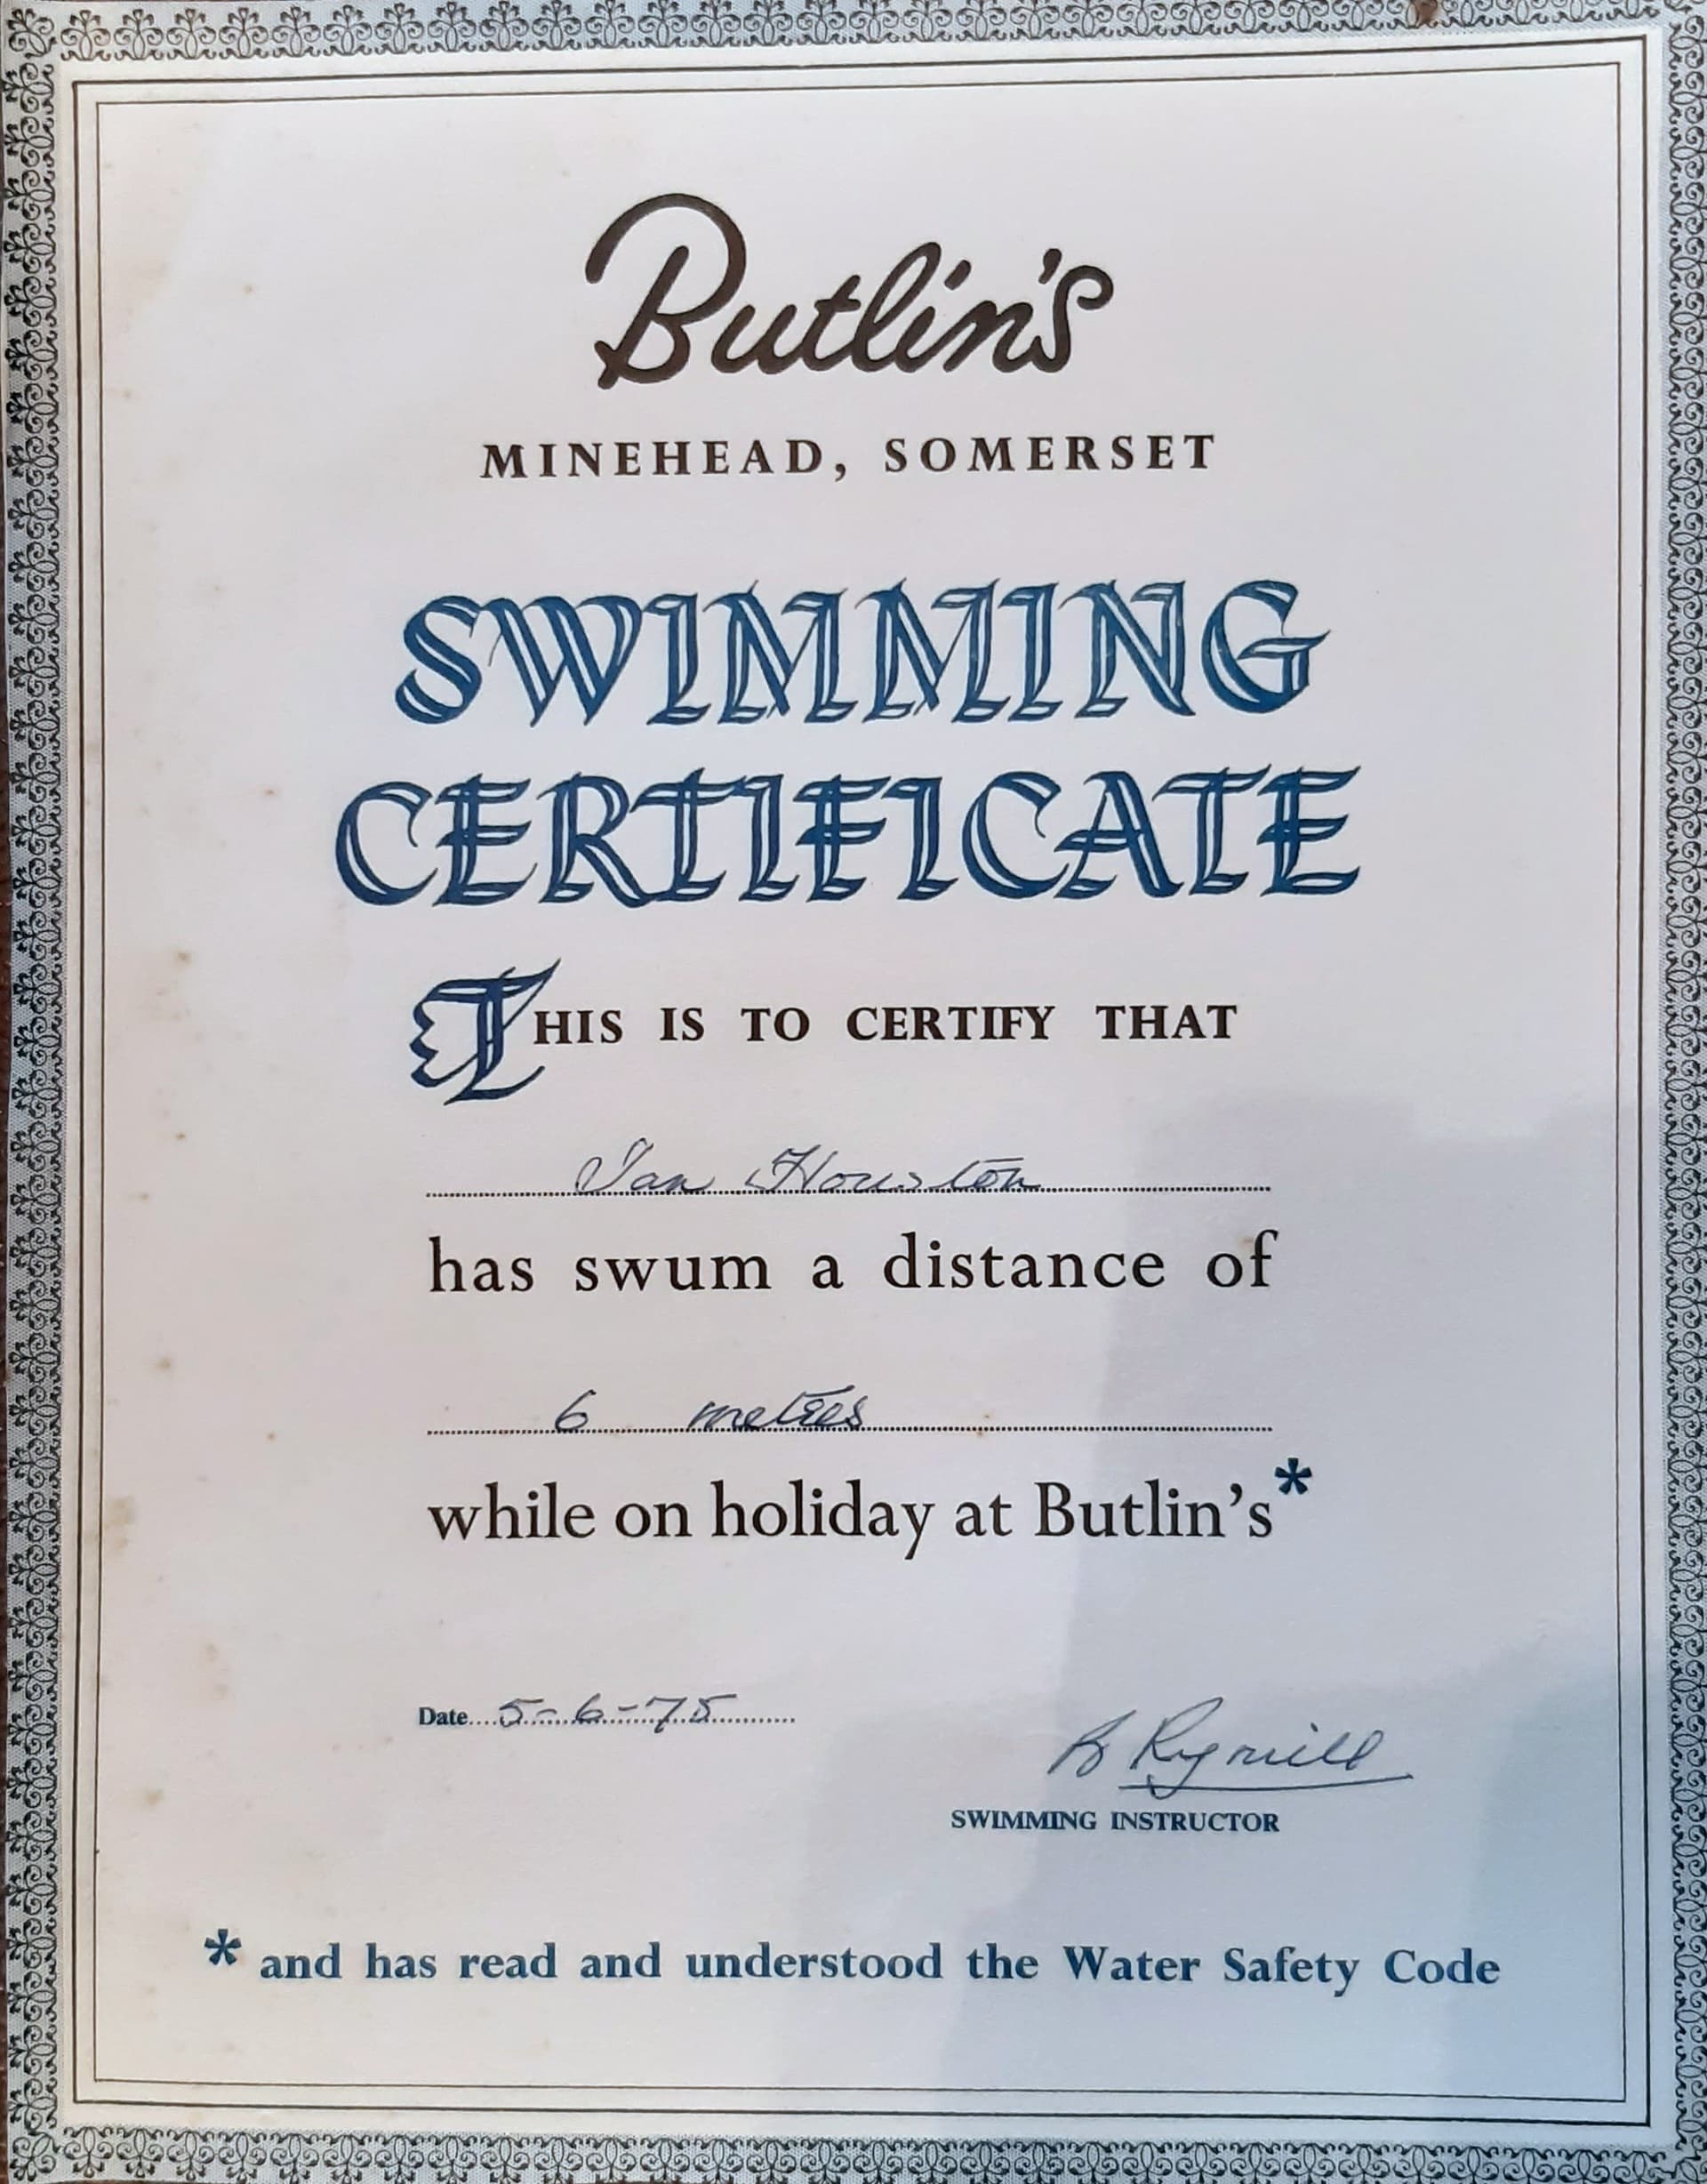 Butlin's
MINEHEAD, SOMERSET
SWIMMING
CERTIFICATE
THIS IS TO CERTIFY THAT
Ian Houston
has swum a distance of
6 metres
while on holiday at Butlin's*
Date 5-6-75
Rymill
SWIMMING INSTRUCTOR
* and has read and understood the Water Safety Code